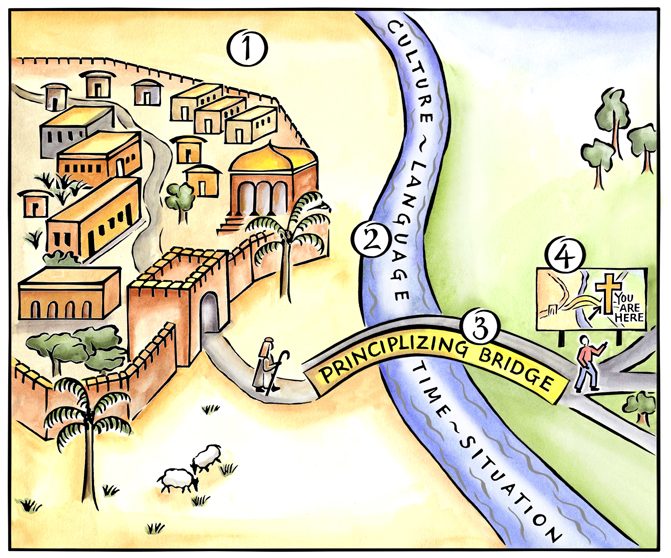 1
CULTURE ~ LANGUAGE
2
4
YOU
ARE
HERE
3
PRINCIPLIZING BRIDGE
TIME ~ SITUATION